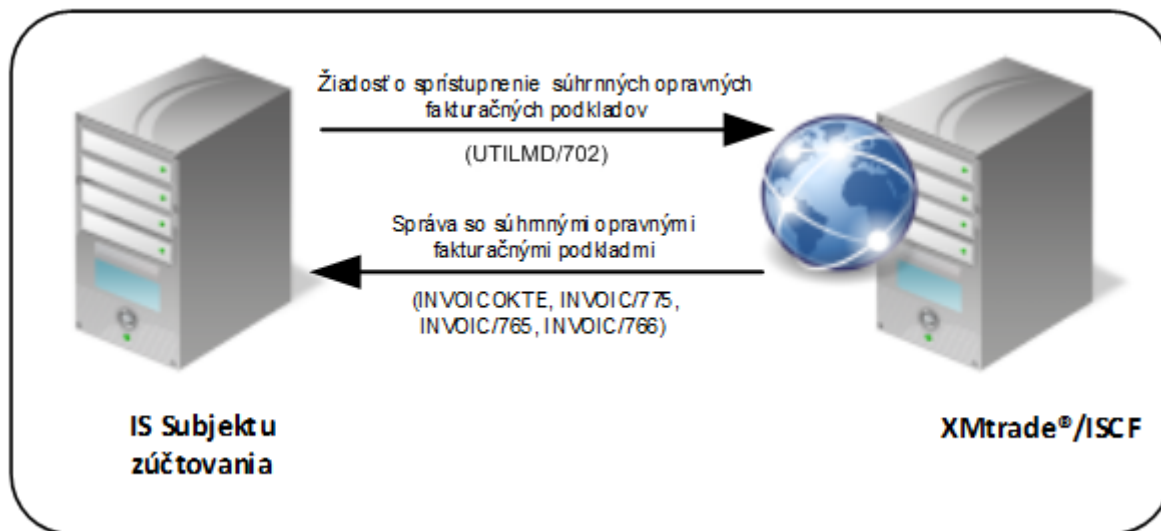 Žiadosť o sprístupnenie súhrnných opravných
fakturačných podkladov
(UTILMD/702)
Správa so súhrnnými opravnými
fakturačnými podkladmi
(INVOICOKTE, INVOIC/775,
INVOIC/765, INVOIC/766)
IS Subjektu
zúčtovania
XMtrade®/ISCF